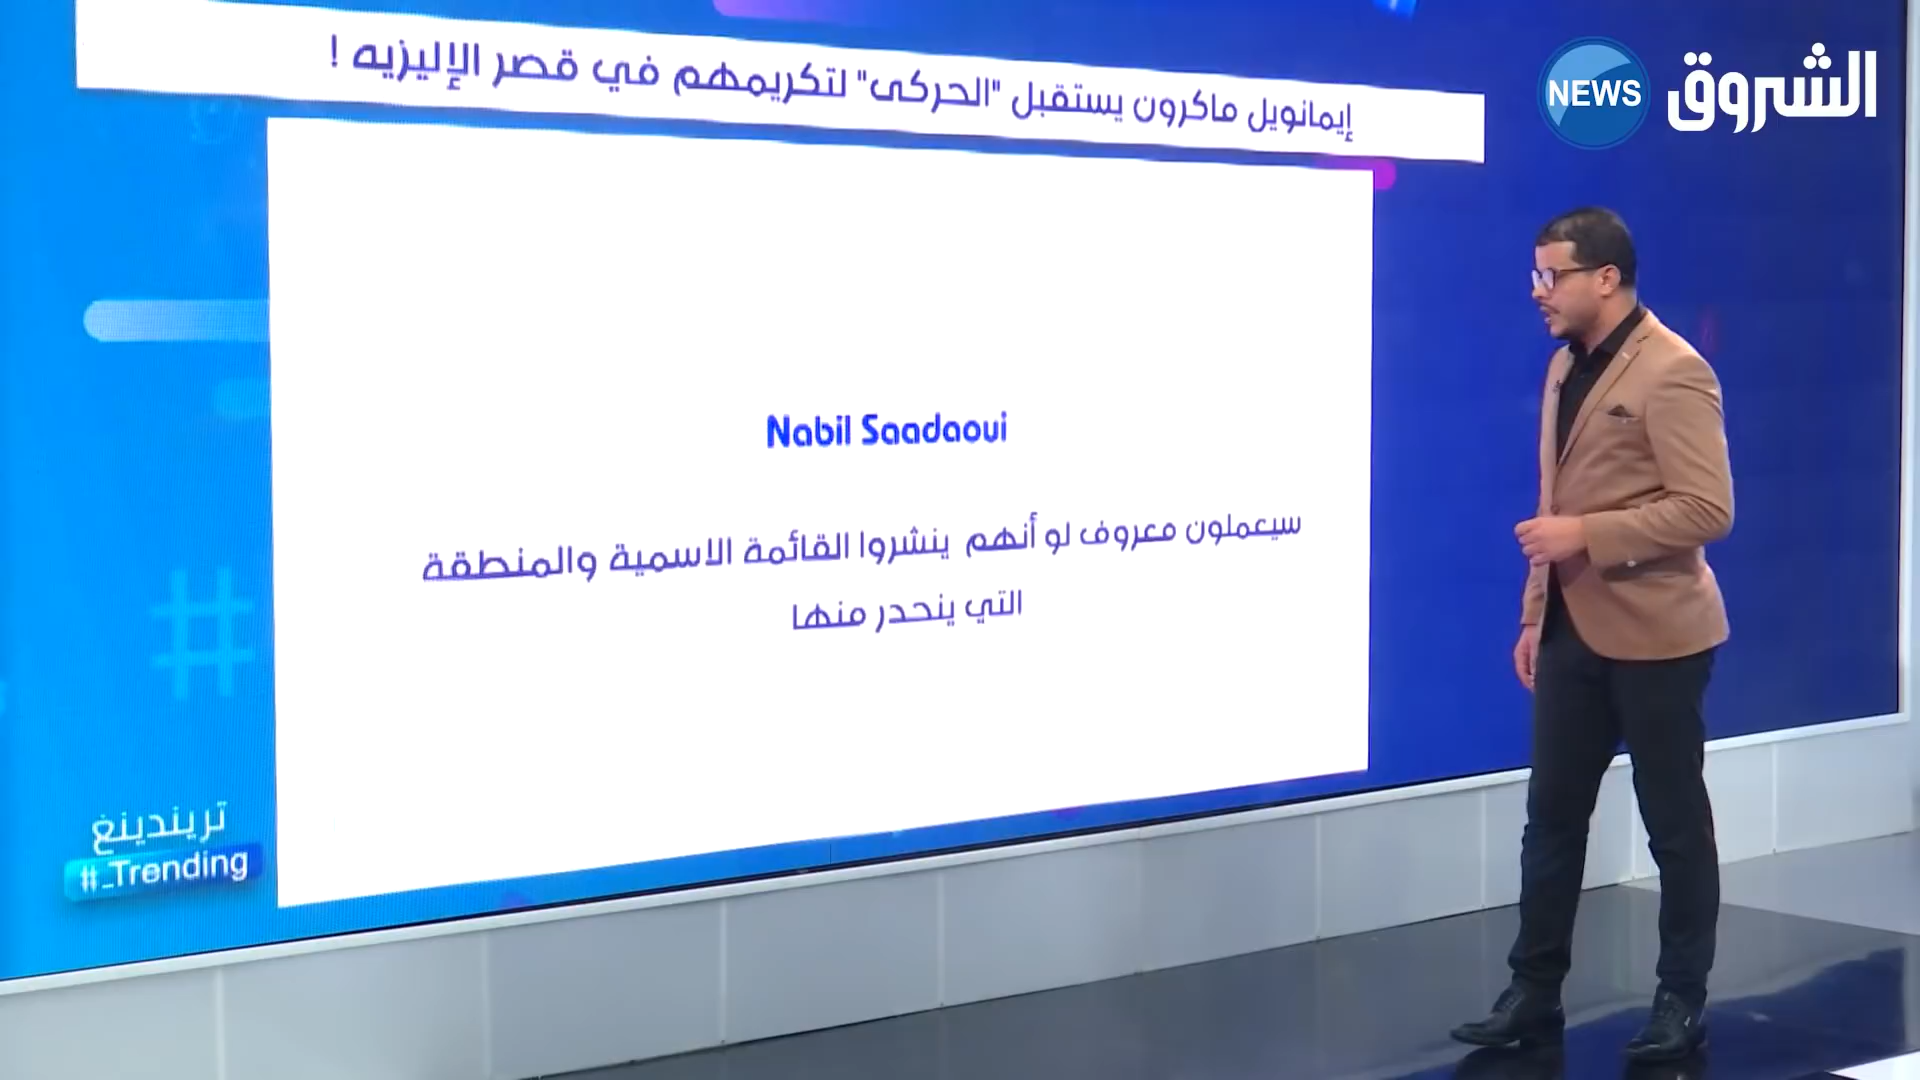 إيمانويل ماكرون يستقبل "الحركى" لتكريمهم في قصر الإليزيه !
الشروق
NEWS
Nabil Saadaoui
سيعملون معروف لو أنهم ينشروا القائمة الاسمية والمنطقة
التي ينحدر منها
#
تريندينغ
#_Trending